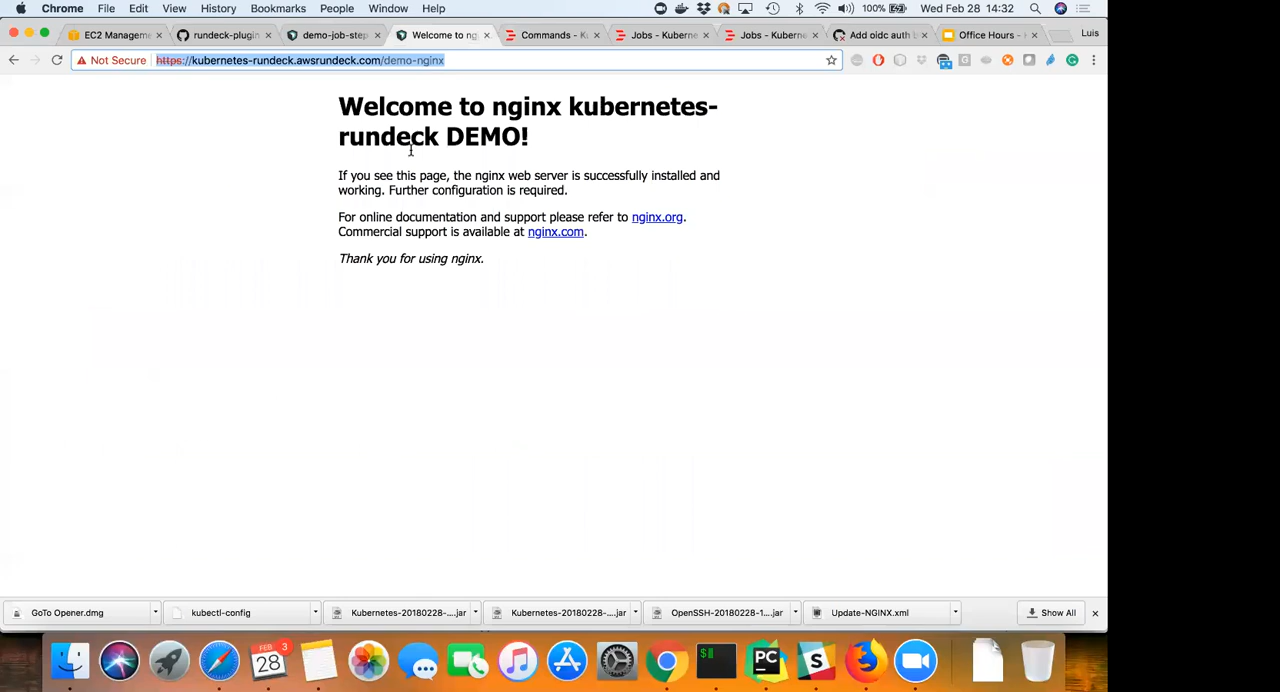 Chrome File Edit View History Bookmarks People Window Help 100% Wed Feb 28 14:32
EC2 Manageme rundeck-plugin demo-job-step Welcome to ng Commands - Ku Jobs - Kuberne Jobs - Kuberne Add oidc auth b Office Hours - Luis
Not Secure https://kubernetes-rundeck.awsrundeck.com/demo-nginx
Welcome to nginx kubernetes-
rundeck DEMO!
If you see this page, the nginx web server is successfully installed and
working. Further configuration is required.
For online documentation and support please refer to nginx.org.
Commercial support is available at nginx.com.
Thank you for using nginx.
GoTo Opener.dmg kubectl-config Kubernetes-20180228-....jar Kubernetes-20180228-....jar OpenSSH-20180228-1....jar Update-NGINX.xml Show All
FEB 3
28 PC S